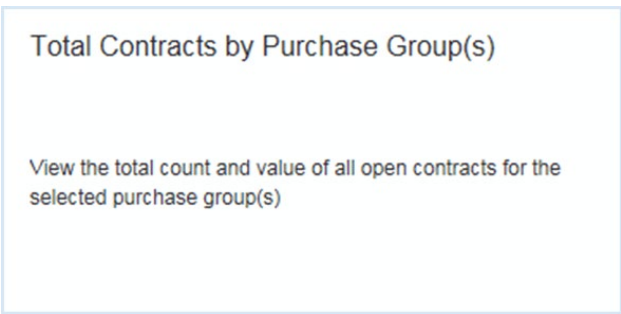 Total Contracts by Purchase Group(s)
View the total count and value of all open contracts for the
selected purchase group(s)